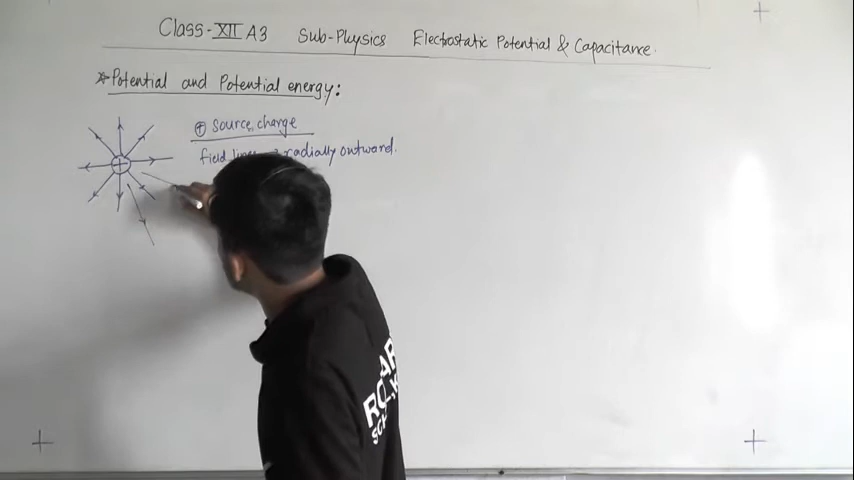 Class-XII A3 Sub-Physics Electrostatic Potential & Capacitance.
*Potential and Potential energy:
⊕ Source charge
field radially outward.